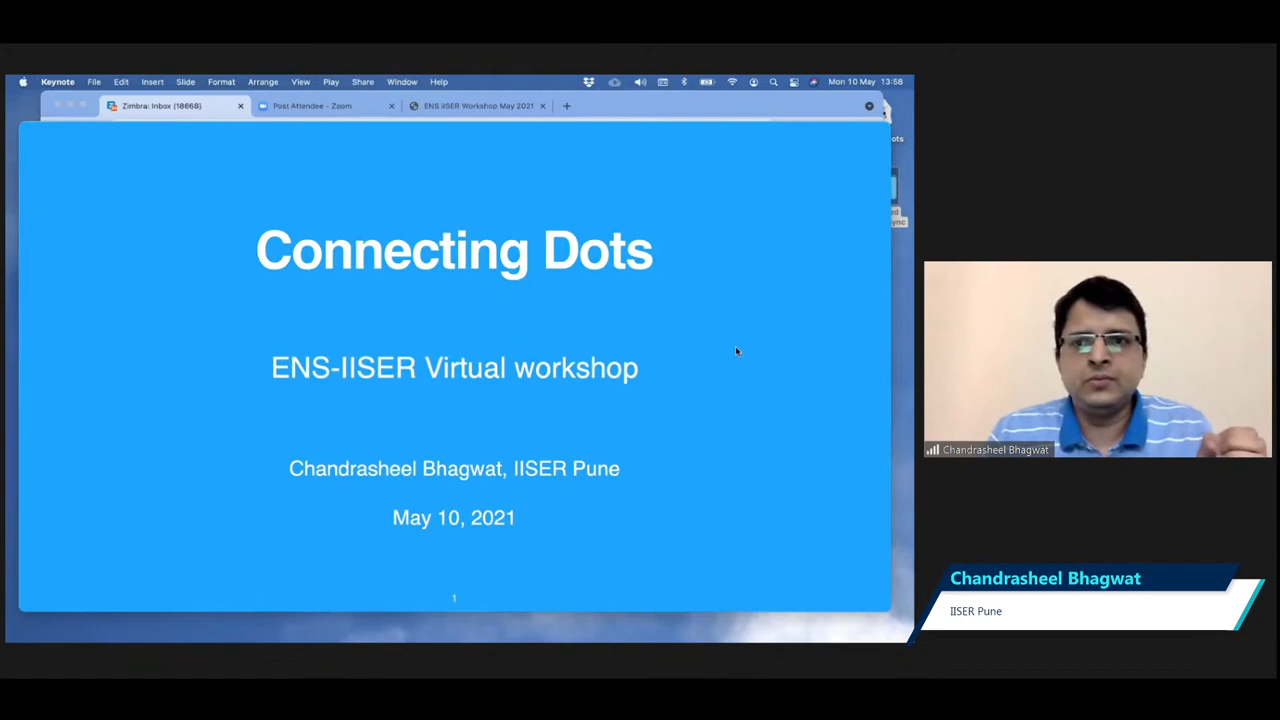 Keynote File Edit Insert Slide Format Arrange View Play Share Window Help Mon 10 May 13:58
Zimbra: Inbox (18668) Post Attendee - Zoom ENS IISER Workshop May 2021
ots
Connecting Dots
ENS-IISER Virtual workshop
Chandrasheel Bhagwat, IISER Pune
May 10, 2021
1
Chandrasheel Bhagwat
Chandrasheel Bhagwat
IISER Pune